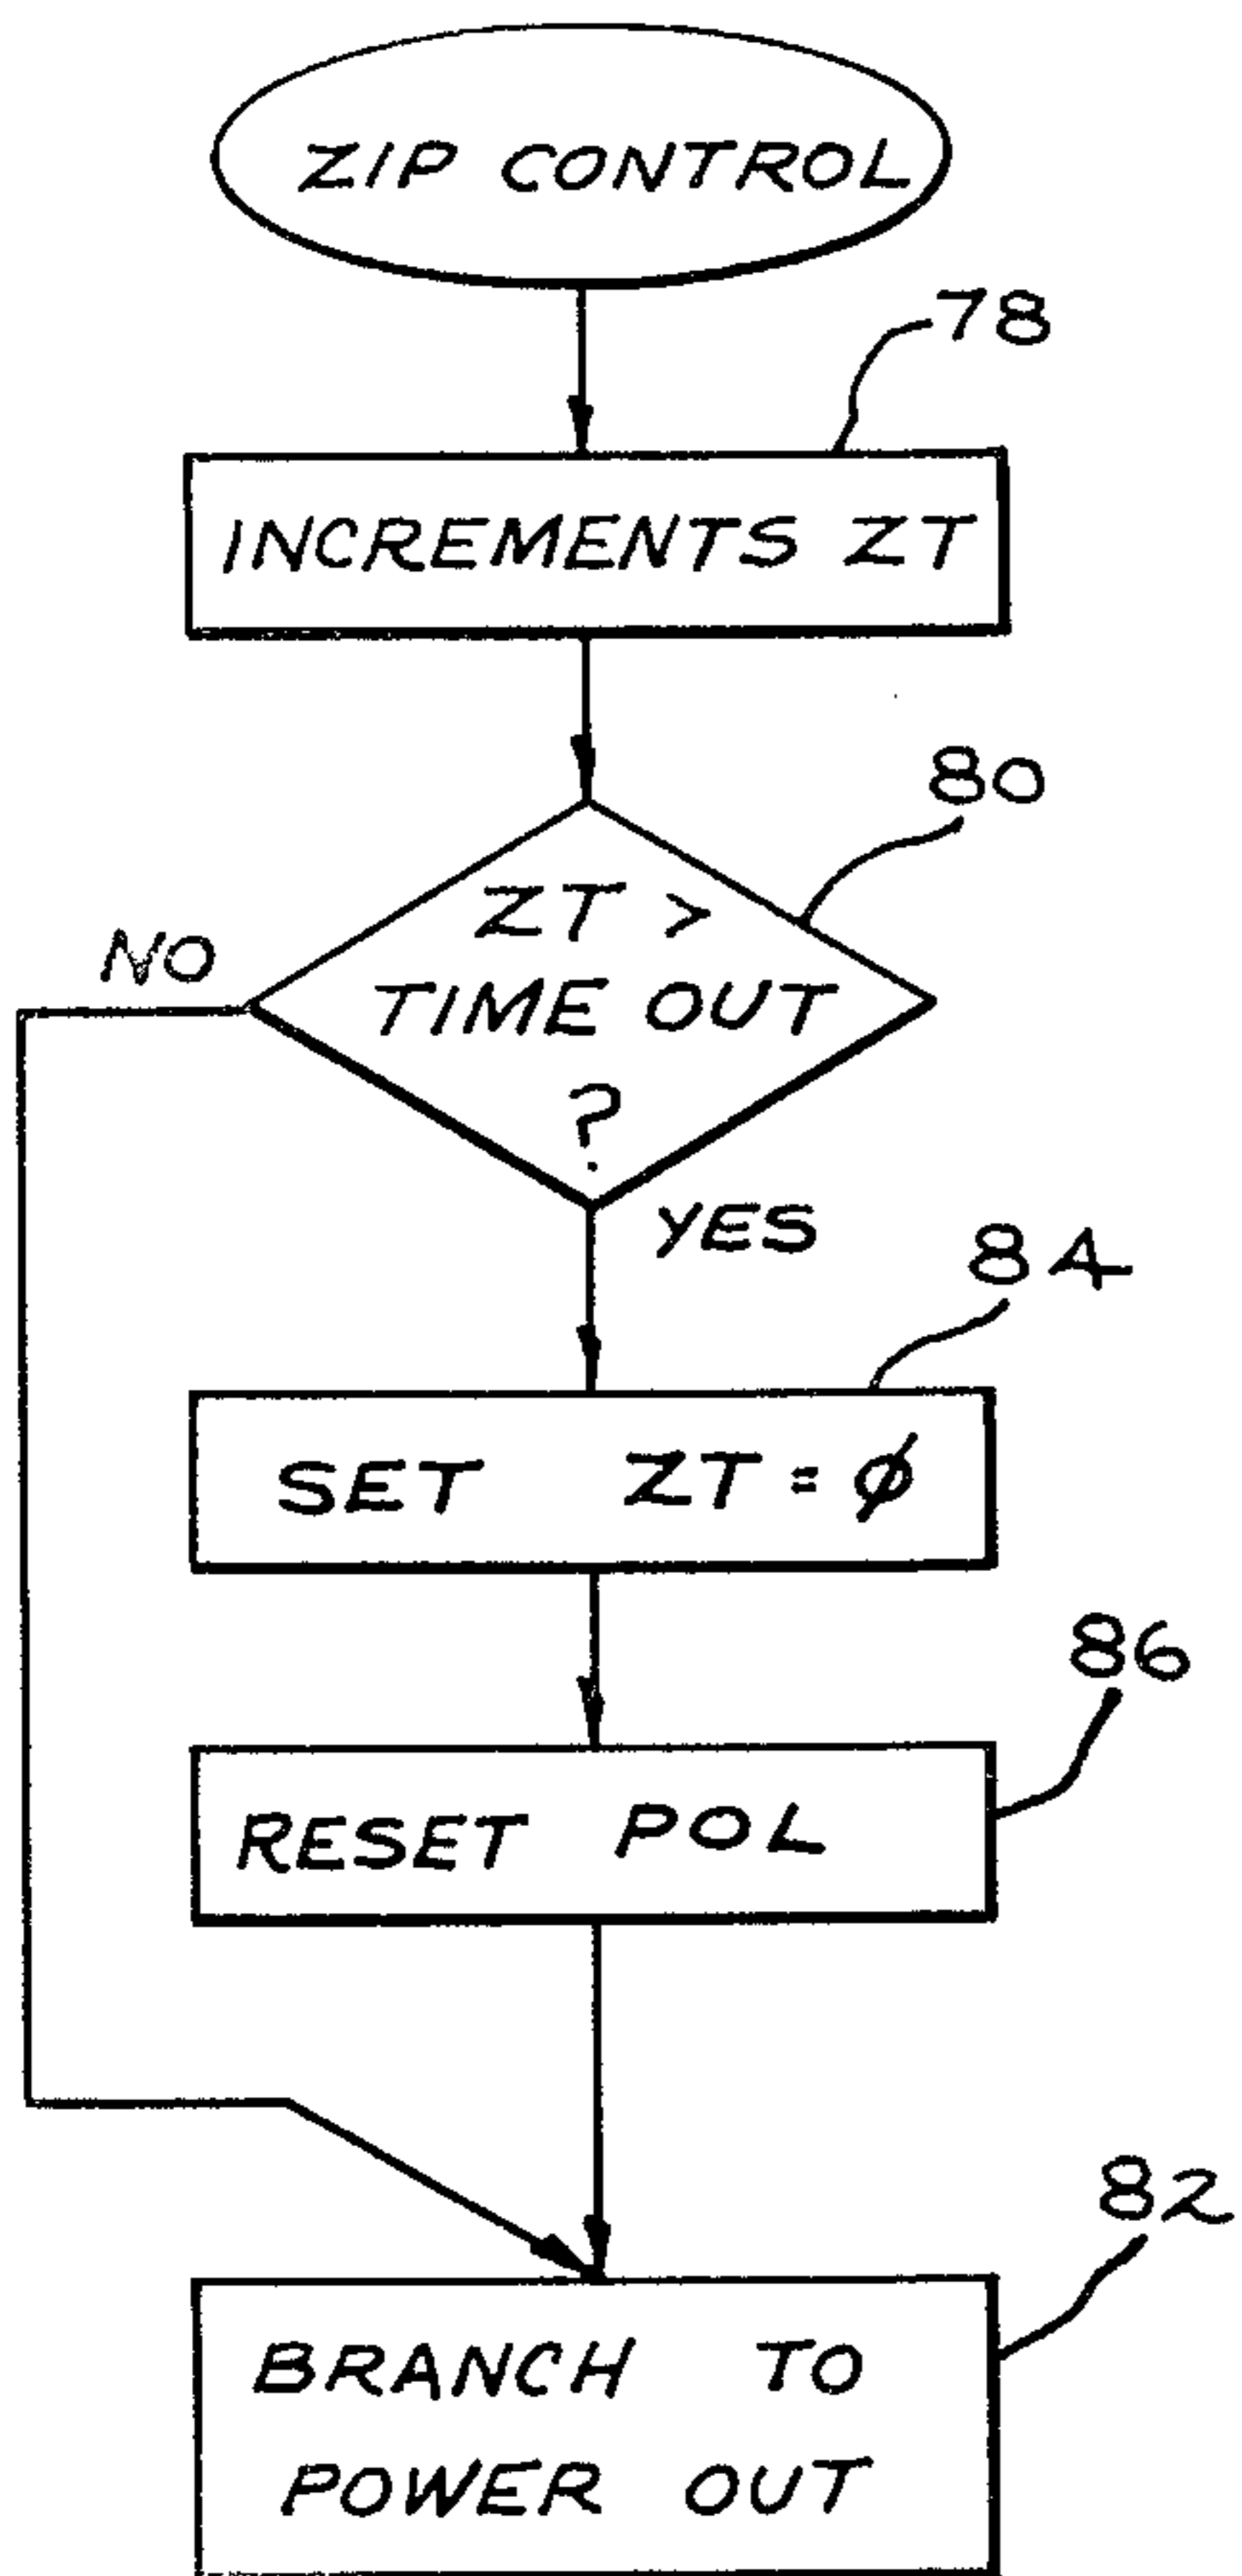 ZIP CONTROL
78
INCREMENTS ZT
80
ZT >
TIME OUT
?
NO
YES
84
SET ZT = ϕ
86
RESET POL
82
BRANCH TO
POWER OUT